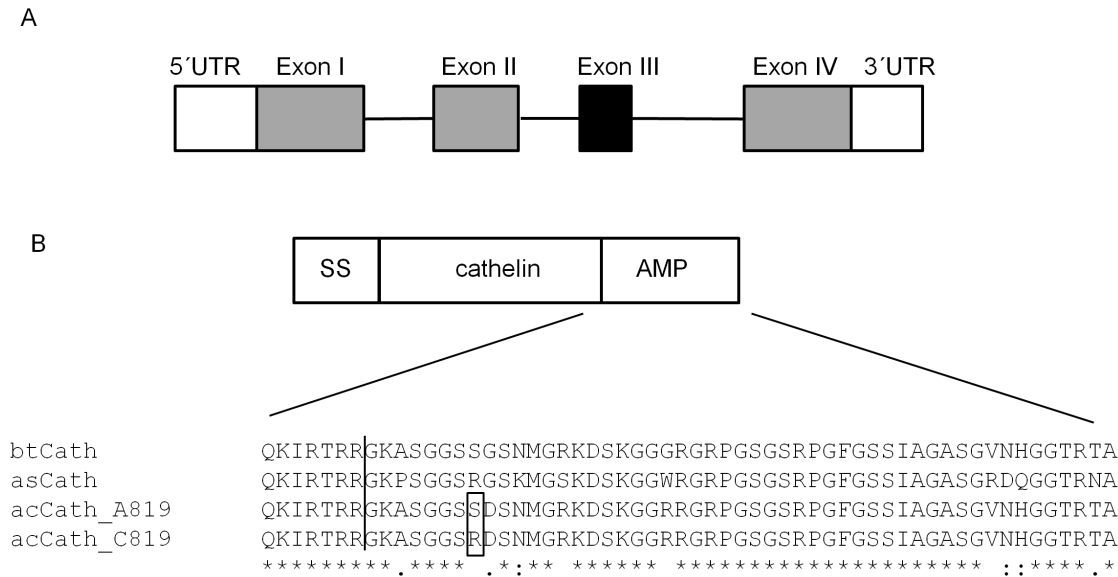 A
5´UTR Exon I Exon II Exon III Exon IV 3´UTR
B
SS cathelin AMP
btCath QKIRTRRGKASGGSSGSNMGRKDSKGGGRGRPGSGSRPGFGSSIAGASGVNHGGTRTA
asCath QKIRTRRGKPSGGSRGSKMGRKDSKGGWRGRPGSGSRPGFGSSIAGASGRDQGGTRNA
acCath_A819 QKIRTRRGKASGGSSDSNMGRKDSKGGRRGRPGSGSRPGFGSSIAGASGVNHGGTRTA
acCath_C819 QKIRTRRGKASGGSRDSNMGRKDSKGGRRGRPGSGSRPGFGSSIAGASGVNHGGTRTA
*********.**** .*:** ****** ********************* ::****.*